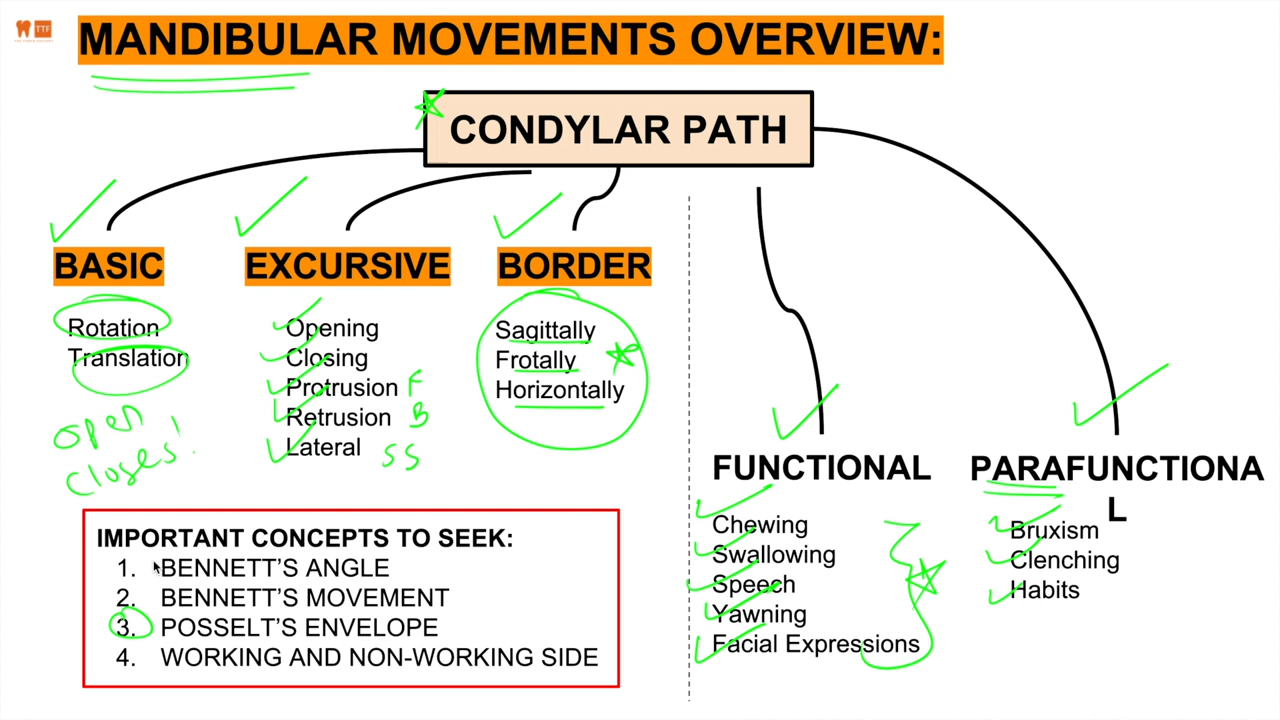 TTF
MANDIBULAR MOVEMENTS OVERVIEW:
CONDYLAR PATH
BASIC
Rotation
Translation
open
closes!
EXCURSIVE
Opening
Closing
Protrusion F
Retrusion B
Lateral SS
BORDER
Sagittally
Frotally
Horizontally
FUNCTIONAL
Chewing
Swallowing
Speech
Yawning
Facial Expressions
PARAFUNCTIONA
L
Bruxism
Clenching
Habits
IMPORTANT CONCEPTS TO SEEK:
1. BENNETT'S ANGLE
2. BENNETT'S MOVEMENT
3. POSSELT'S ENVELOPE
4. WORKING AND NON-WORKING SIDE